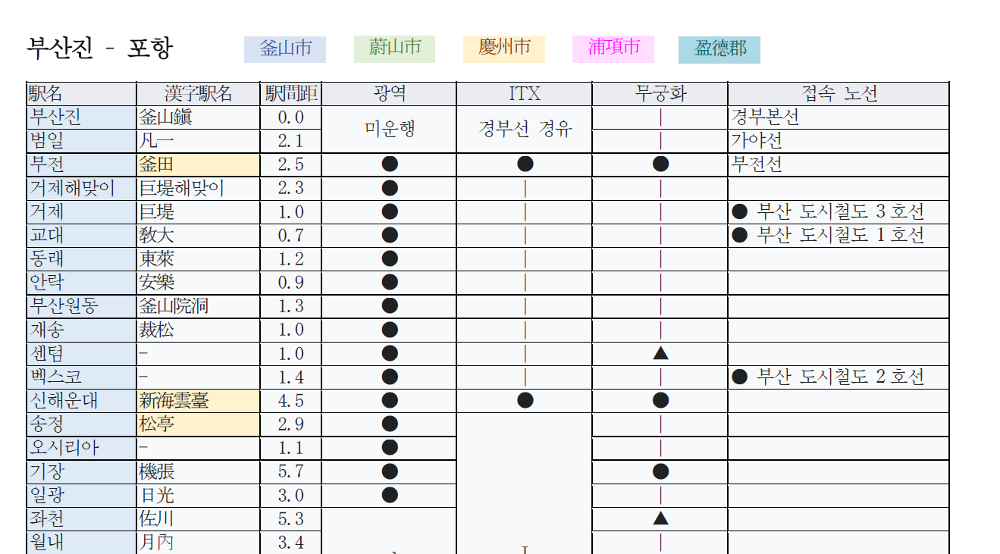 부산진 - 포항 釜山市 蔚山市 慶州市 浦項市 盈德郡
駅名 漢字駅名 駅間距 광역 ITX 무궁화 접속 노선
부산진 釜山鎭 0.0 미운행 경부선 경유 | 경부본선
범일 凡一 2.1 | 가야선
부전 釜田 2.5 ● ● ● 부전선
거제해맞이 巨堤해맞이 2.3 ● | |
거제 巨堤 1.0 ● | | ● 부산 도시철도 3호선
교대 敎大 0.7 ● | | ● 부산 도시철도 1호선
동래 東萊 1.2 ● | |
안락 安樂 0.9 ● | |
부산원동 釜山院洞 1.3 ● | |
재송 裁松 1.0 ● | |
센텀 - 1.0 ● | ▲
벡스코 - 1.4 ● | | ● 부산 도시철도 2호선
신해운대 新海雲臺 4.5 ● ● ●
송정 松亭 2.9 ● |
오시리아 - 1.1 ● |
기장 機張 5.7 ● ●
일광 日光 3.0 ● |
좌천 佐川 5.3 ▲
월내 月內 3.4 |